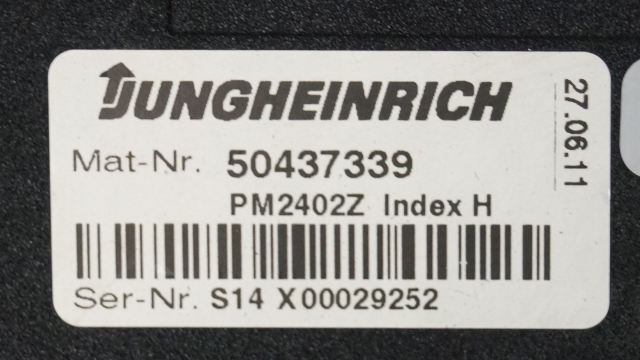 JUNGHEINRICH
27.06.11
Mat-Nr. 50437339
PM2402Z Index H
Ser-Nr. S14 X00029252